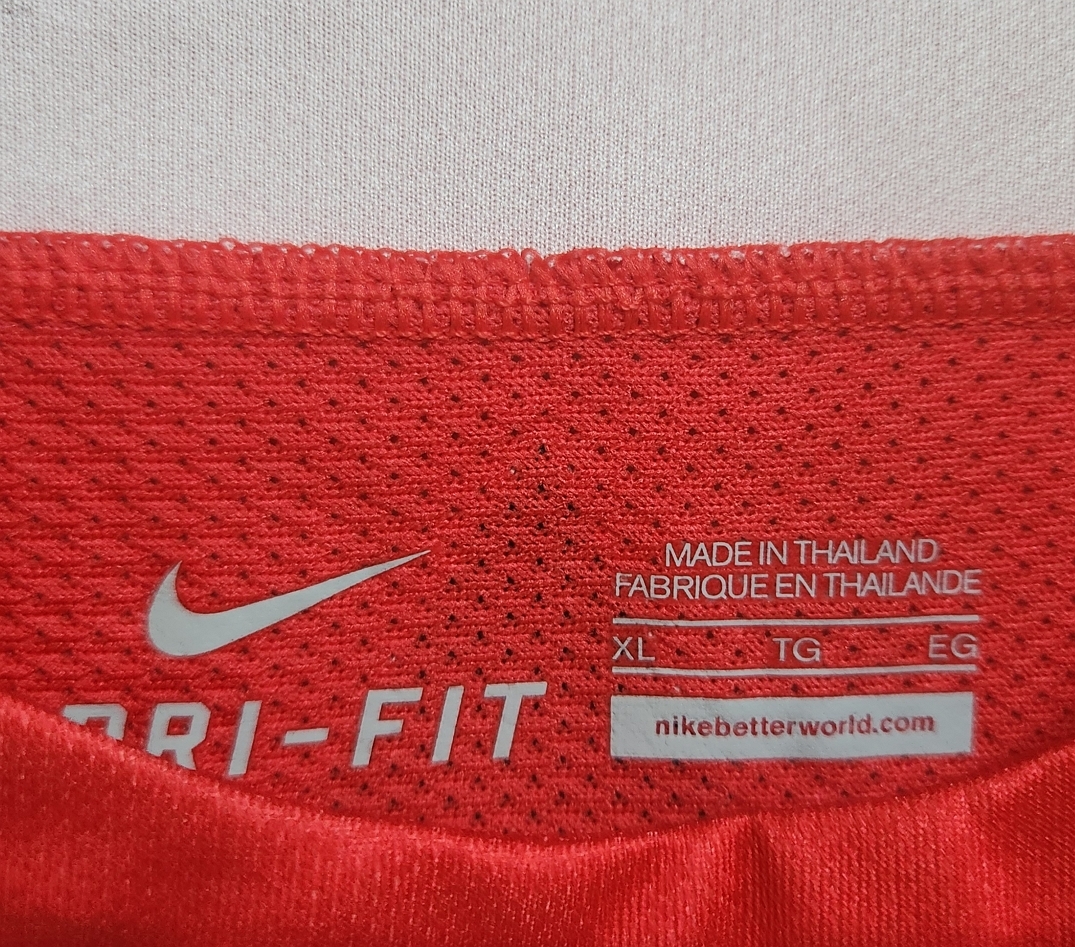 MADE IN THAILAND
FABRIQUE EN THAILANDE
XL TG EG
DRI-FIT
nikebetterworld.com